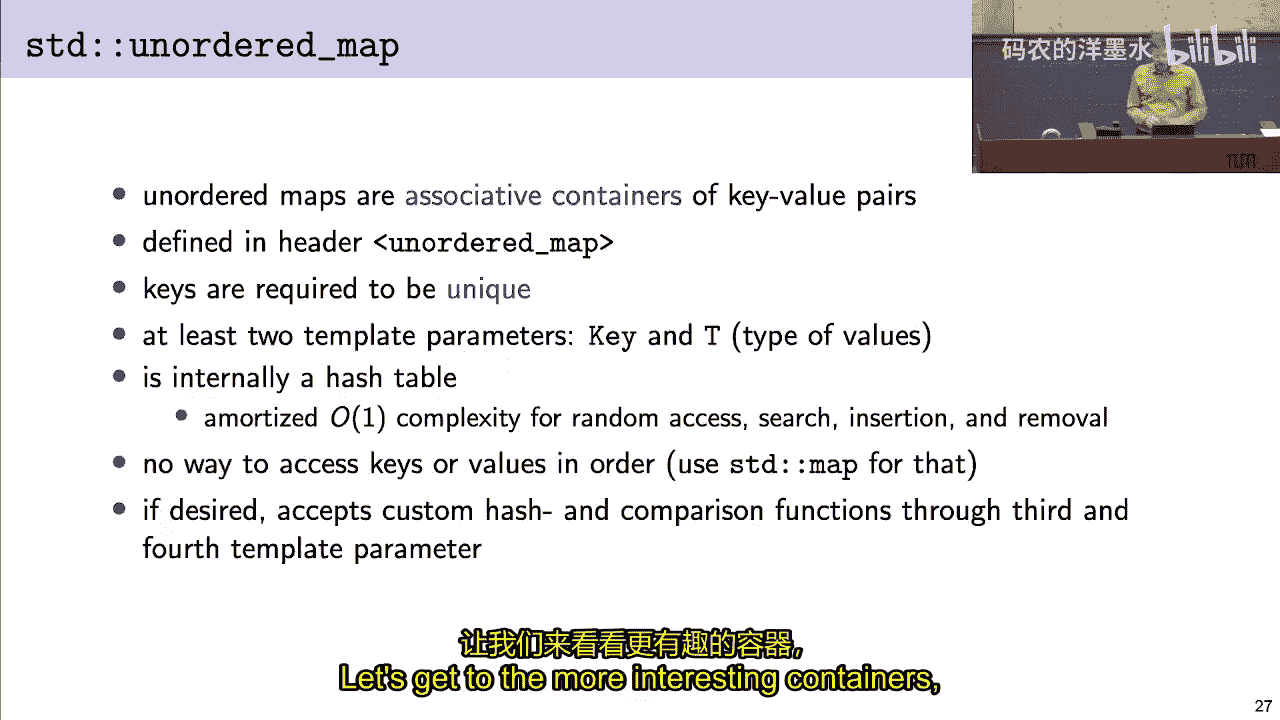 std::unordered_map
码农的洋墨水 bilibili
TUM
• unordered maps are associative containers of key-value pairs
• defined in header <unordered_map>
• keys are required to be unique
• at least two template parameters: Key and T (type of values)
• is internally a hash table
• amortized O(1) complexity for random access, search, insertion, and removal
• no way to access keys or values in order (use std::map for that)
• if desired, accepts custom hash- and comparison functions through third and
fourth template parameter
让我们来看看更有趣的容器,
Let's get to the more interesting containers,
27